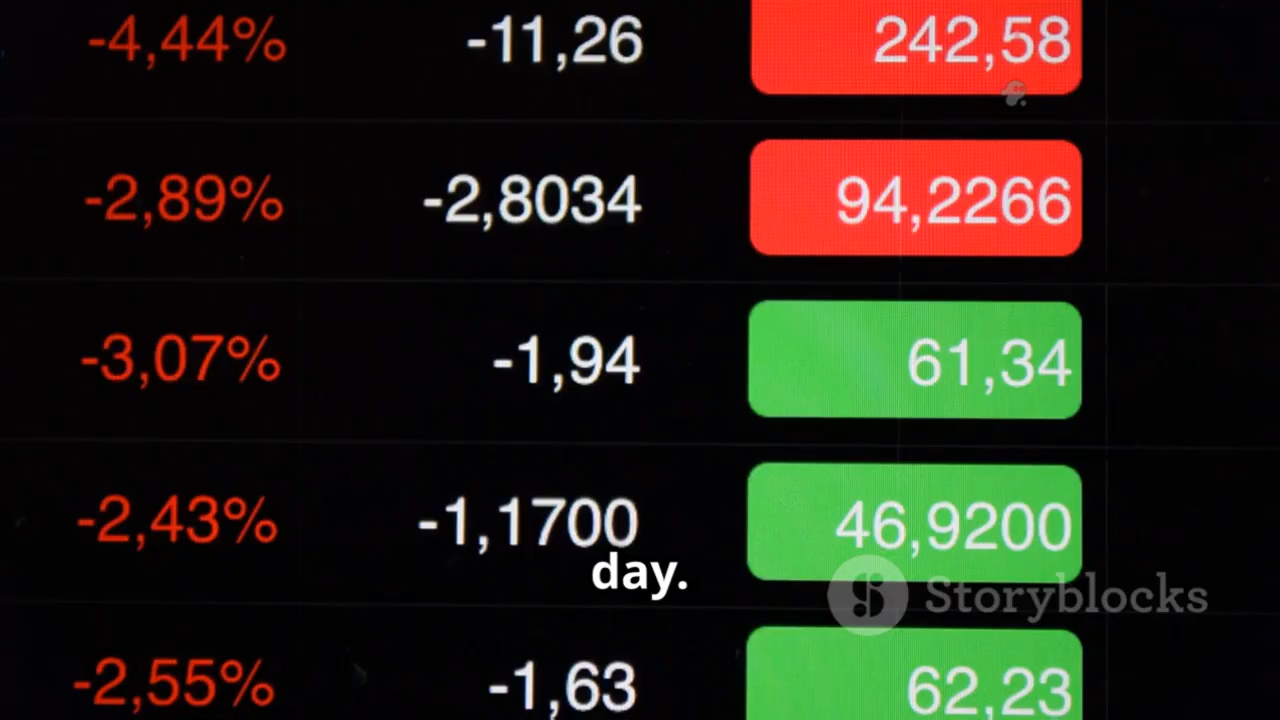 -4,44% -11,26 242,58
-2,89% -2,8034 94,2266
-3,07% -1,94 61,34
-2,43% -1,1700 46,9200
day.
Storyblocks
-2,55% -1,63 62,23